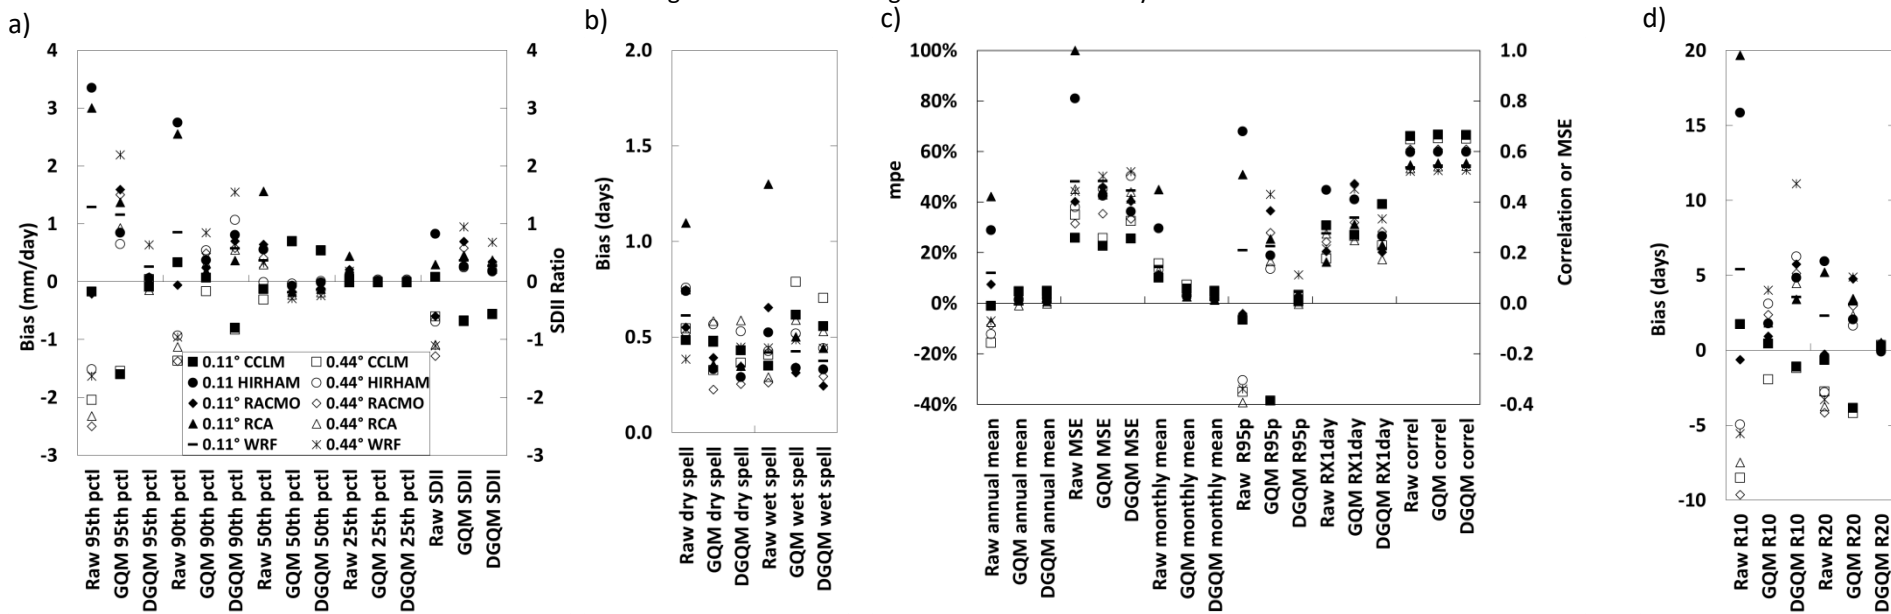 a)
b)
c)
d)
4
3
2
1
0
-1
-2
-3
Bias (mm/day)
4
3
2
1
0
-1
-2
-3
SDII Ratio
■ 0.11° CCLM □ 0.44° CCLM
● 0.11 HIRHAM ○ 0.44° HIRHAM
◆ 0.11° RACMO ◇ 0.44° RACMO
▲ 0.11° RCA △ 0.44° RCA
– 0.11° WRF ✳ 0.44° WRF
Raw 95th pctl
GQM 95th pctl
DGQM 95th pctl
Raw 90th pctl
GQM 90th pctl
DGQM 90th pctl
Raw 50th pctl
GQM 50th pctl
DGQM 50th pctl
Raw 25th pctl
GQM 25th pctl
DGQM 25th pctl
Raw SDII
GQM SDII
DGQM SDII
2.0
1.5
1.0
0.5
0.0
Bias (days)
Raw dry spell
GQM dry spell
DGQM dry spell
Raw wet spell
GQM wet spell
DGQM wet spell
100%
80%
60%
40%
20%
0%
-20%
-40%
mpe
1.0
0.8
0.6
0.4
0.2
0.0
-0.2
-0.4
Correlation or MSE
Raw annual mean
GQM annual mean
DGQM annual mean
Raw MSE
GQM MSE
DGQM MSE
Raw monthly mean
GQM monthly mean
DGQM monthly mean
Raw R95p
GQM R95p
DGQM R95p
Raw RX1day
GQM RX1day
DGQM RX1day
Raw correl
GQM correl
DGQM correl
20
15
10
5
0
-5
-10
Bias (days)
Raw R10
GQM R10
DGQM R10
Raw R20
GQM R20
DGQM R20